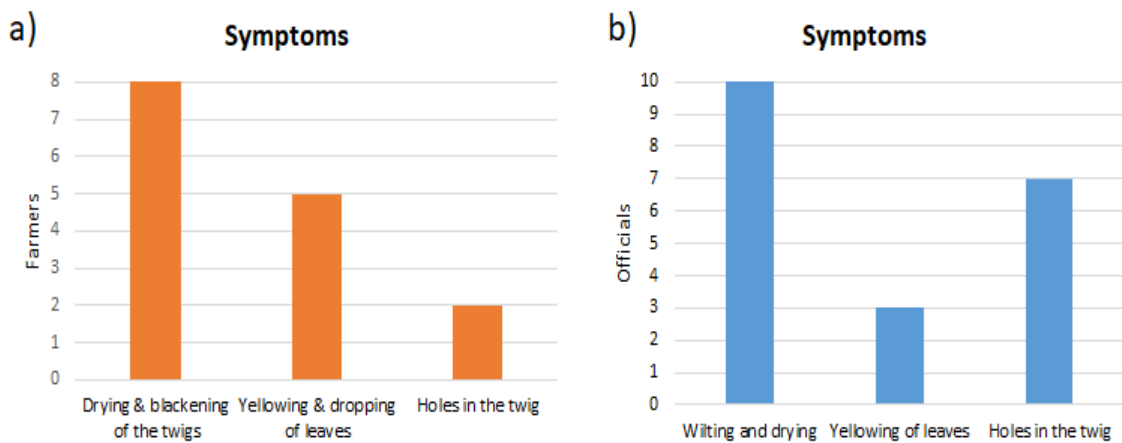 a)
Symptoms
Farmers
8
7
6
5
4
3
2
1
0
Drying & blackening
of the twigs
Yellowing & dropping
of leaves
Holes in the twig
b)
Symptoms
Officials
10
9
8
7
6
5
4
3
2
1
0
Wilting and drying
Yellowing of leaves
Holes in the twig